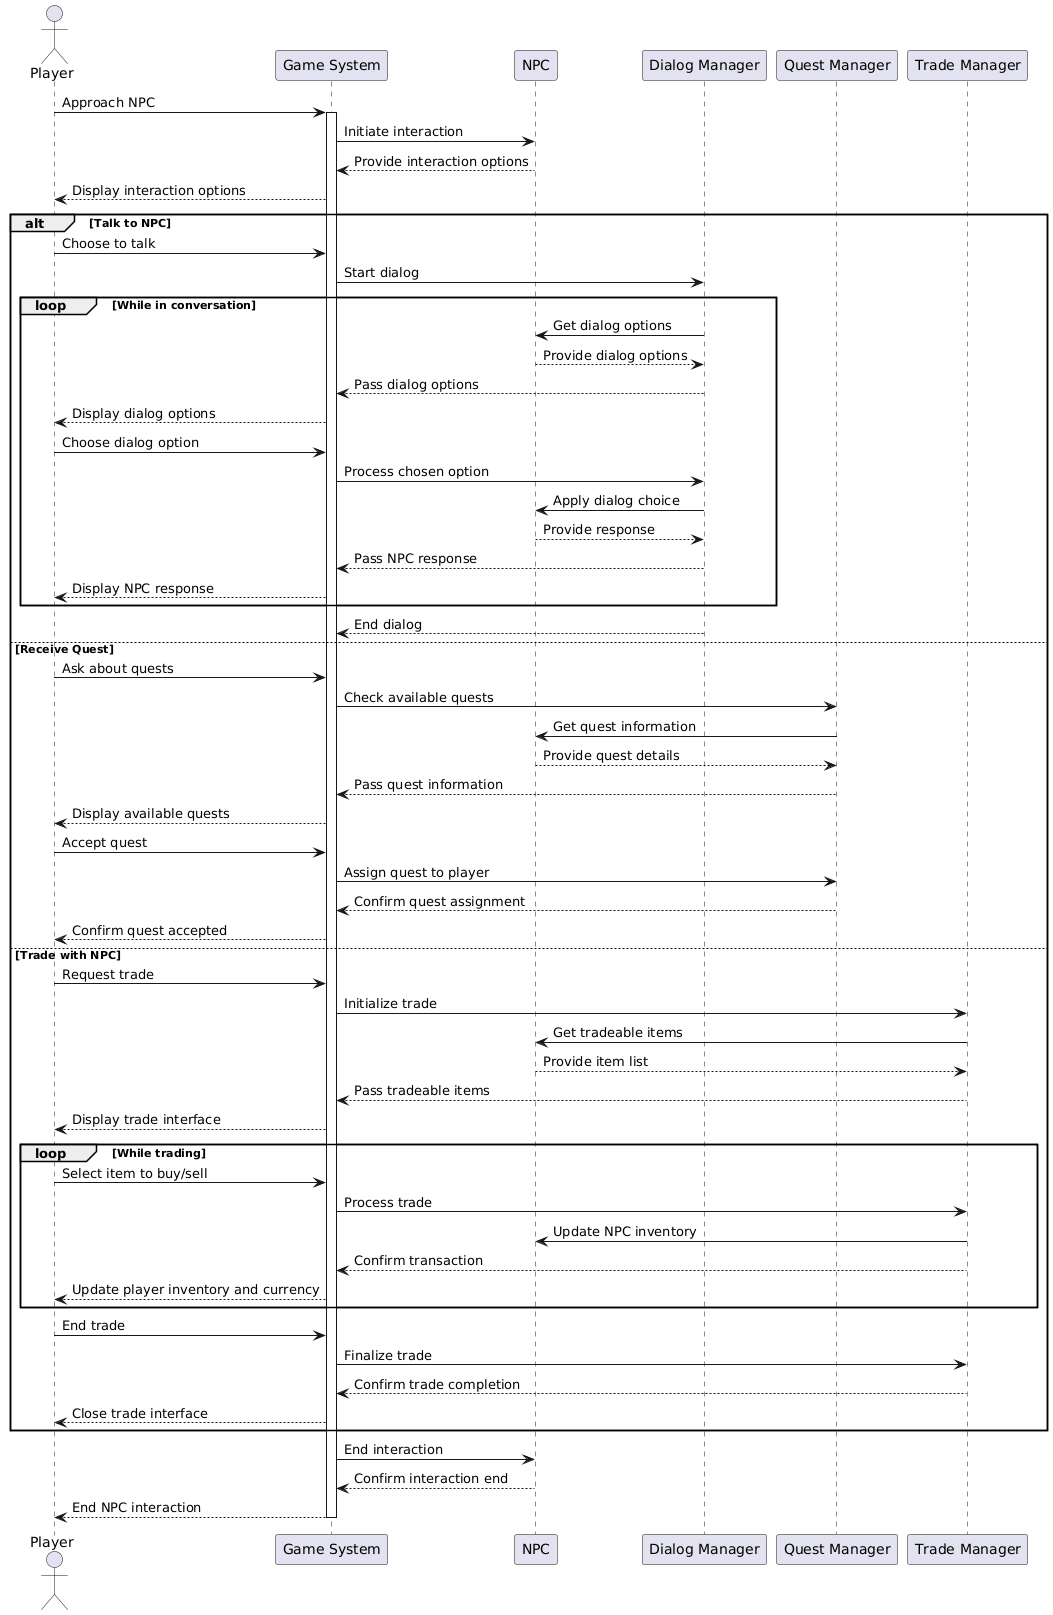 Player
Game System
NPC
Dialog Manager
Quest Manager
Trade Manager
Approach NPC
Initiate interaction
Provide interaction options
Display interaction options
alt
[Talk to NPC]
Choose to talk
Start dialog
loop
[While in conversation]
Get dialog options
Provide dialog options
Pass dialog options
Display dialog options
Choose dialog option
Process chosen option
Apply dialog choice
Provide response
Pass NPC response
Display NPC response
End dialog
[Receive Quest]
Ask about quests
Check available quests
Get quest information
Provide quest details
Pass quest information
Display available quests
Accept quest
Assign quest to player
Confirm quest assignment
Confirm quest accepted
[Trade with NPC]
Request trade
Initialize trade
Get tradeable items
Provide item list
Pass tradeable items
Display trade interface
loop
[While trading]
Select item to buy/sell
Process trade
Update NPC inventory
Confirm transaction
Update player inventory and currency
End trade
Finalize trade
Confirm trade completion
Close trade interface
End interaction
Confirm interaction end
End NPC interaction
Player
Game System
NPC
Dialog Manager
Quest Manager
Trade Manager